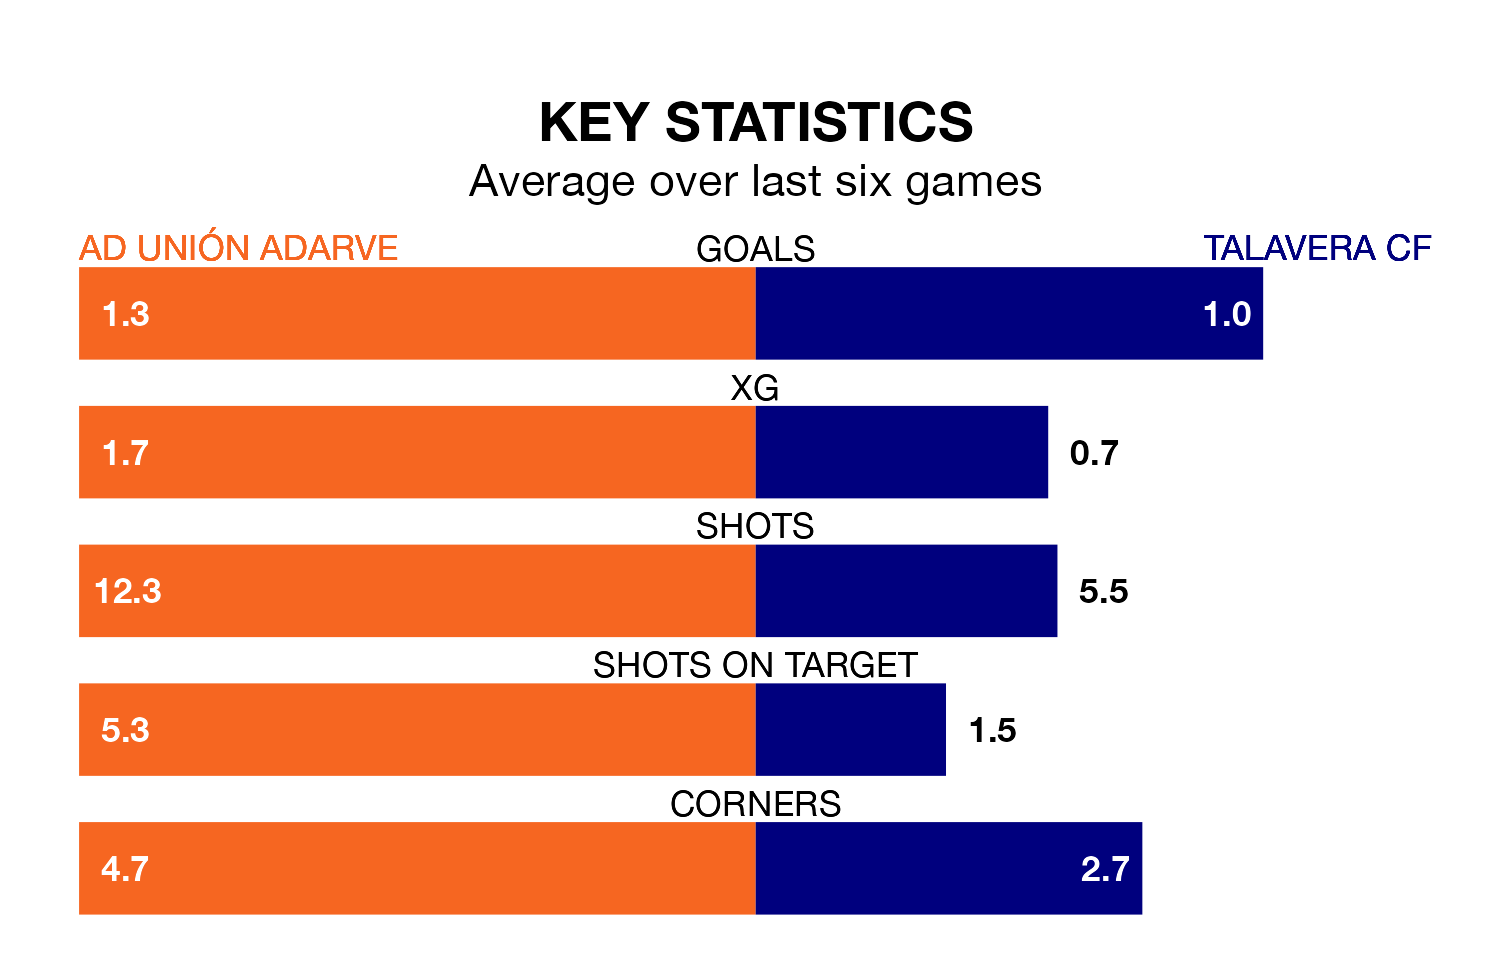 KEY STATISTICS
Average over last six games
AD UNIÓN ADARVE GOALS TALAVERA CF
1.3 1.0
XG
1.7 0.7
SHOTS
12.3 5.5
SHOTS ON TARGET
5.3 1.5
CORNERS
4.7 2.7